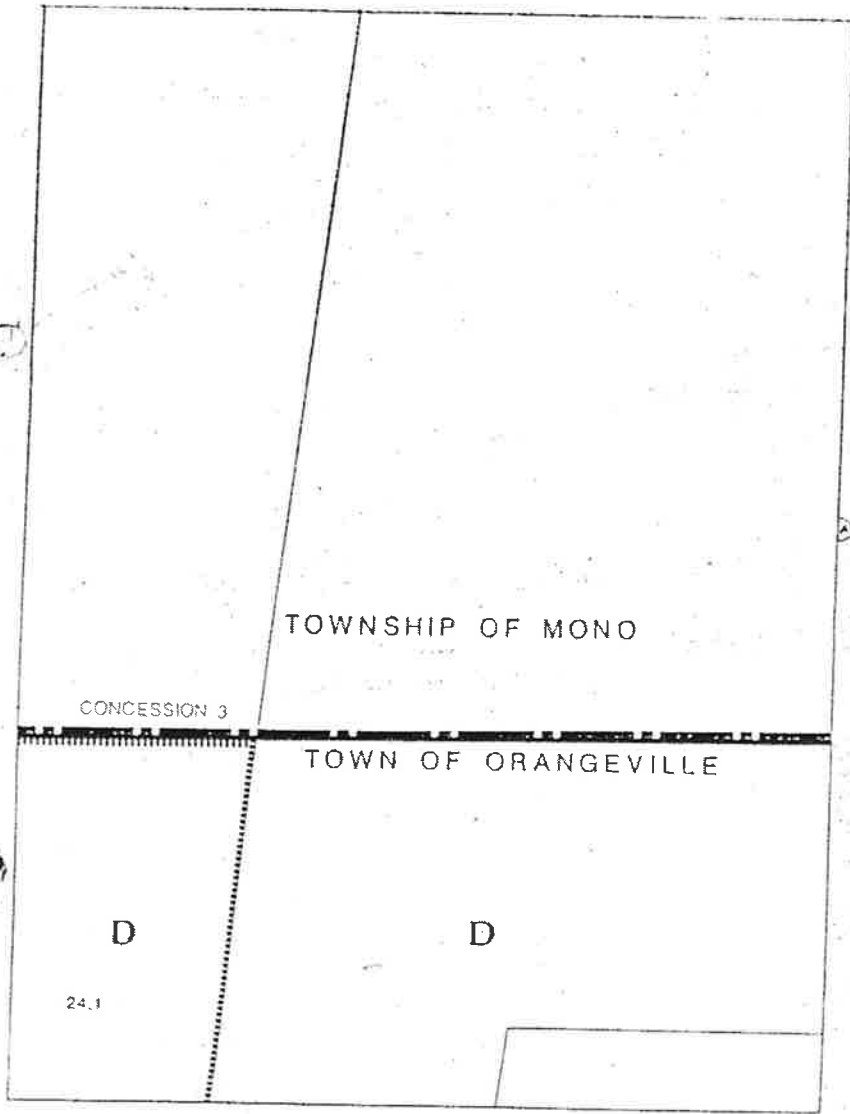 TOWNSHIP OF MONO
CONCESSION 3
TOWN OF ORANGEVILLE
D
D
24.1